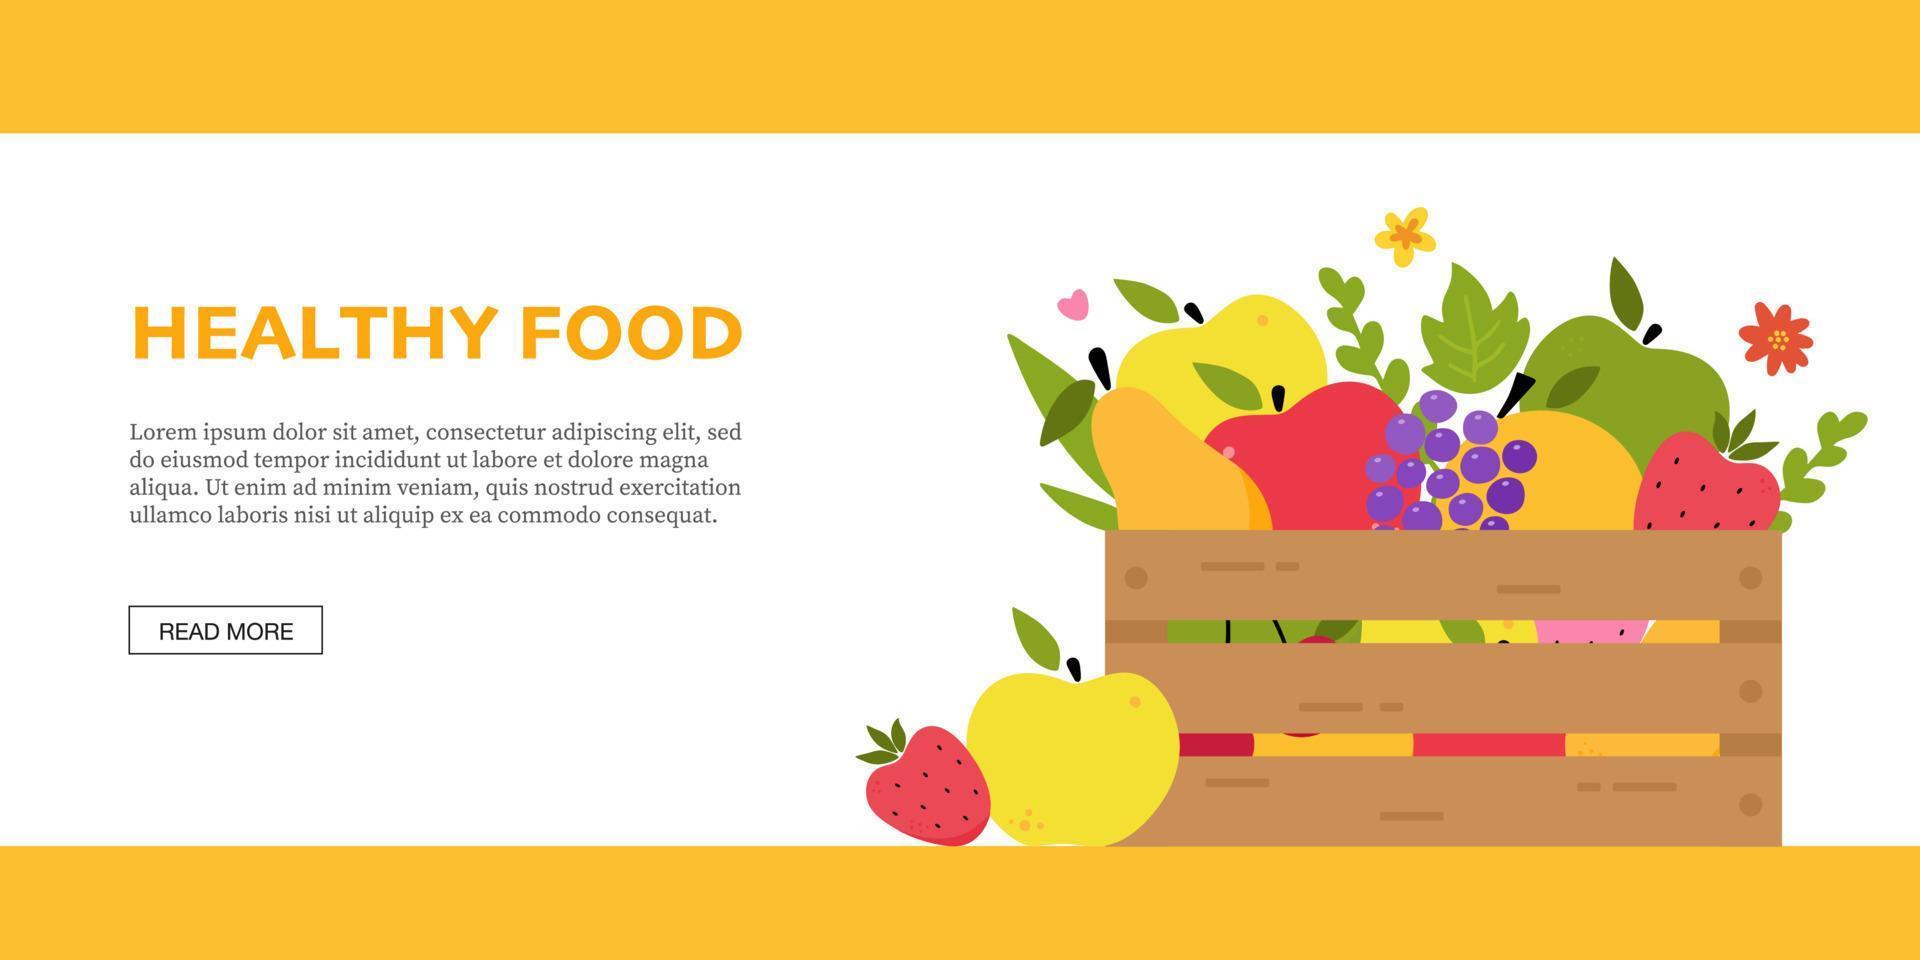 HEALTHY FOOD
Lorem ipsum dolor sit amet, consectetur adipiscing elit, sed
do eiusmod tempor incididunt ut labore et dolore magna
aliqua. Ut enim ad minim veniam, quis nostrud exercitation
ullamco laboris nisi ut aliquip ex ea commodo consequat.
READ MORE